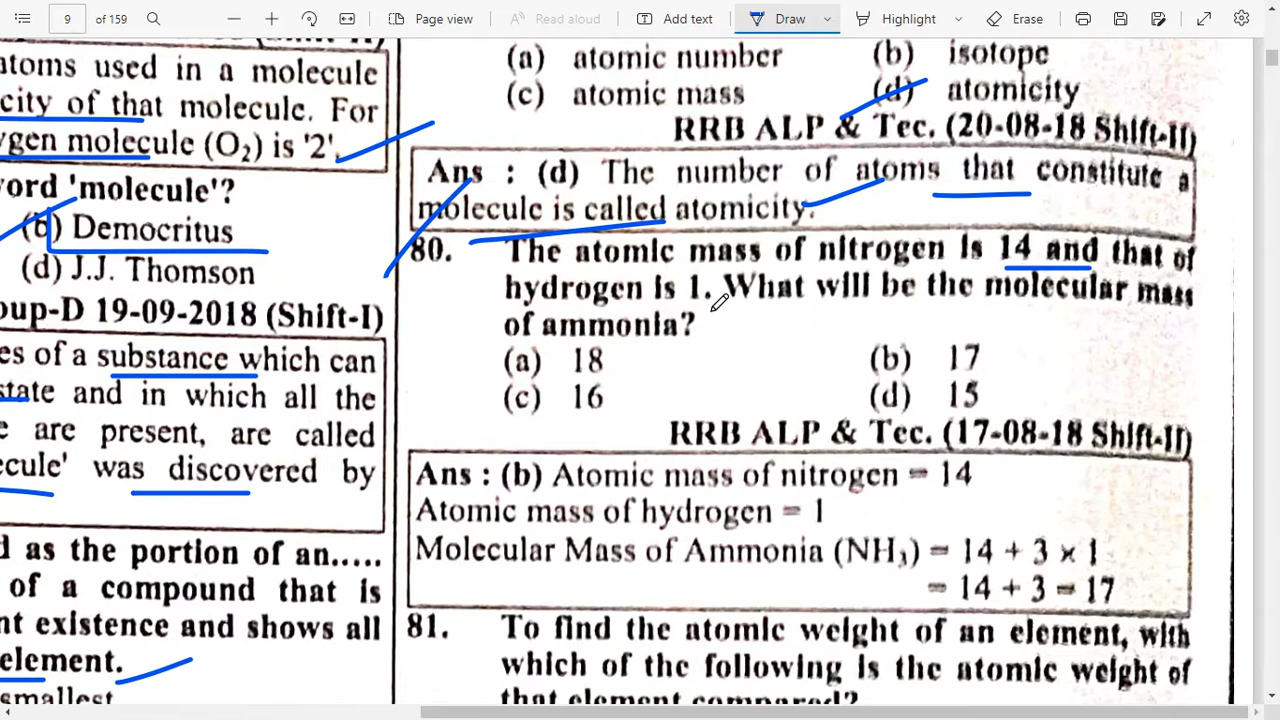 9 of 159
Page view
Read aloud
Add text
Draw
Highlight
Erase
atoms used in a molecule
city of that molecule. For
ygen molecule (O₂) is '2'.
word 'molecule'?
(b) Democritus
(d) J.J. Thomson
oup-D 19-09-2018 (Shift-I)
es of a substance which can
state and in which all the
e are present, are called
ecule' was discovered by
d as the portion of an.....
of a compound that is
nt existence and shows all
element.
smallest
(a) atomic number (b) isotope
(c) atomic mass (d) atomicity
RRB ALP & Tec. (20-08-18 Shift-II)
Ans : (d) The number of atoms that constitute a
molecule is called atomicity.
80. The atomic mass of nitrogen is 14 and that of
hydrogen is 1. What will be the molecular mass
of ammonia?
(a) 18 (b) 17
(c) 16 (d) 15
RRB ALP & Tec. (17-08-18 Shift-II)
Ans : (b) Atomic mass of nitrogen = 14
Atomic mass of hydrogen = 1
Molecular Mass of Ammonia (NH₃) = 14 + 3 × 1
= 14 + 3 = 17
81. To find the atomic weight of an element, with
which of the following is the atomic weight of
that element compared?